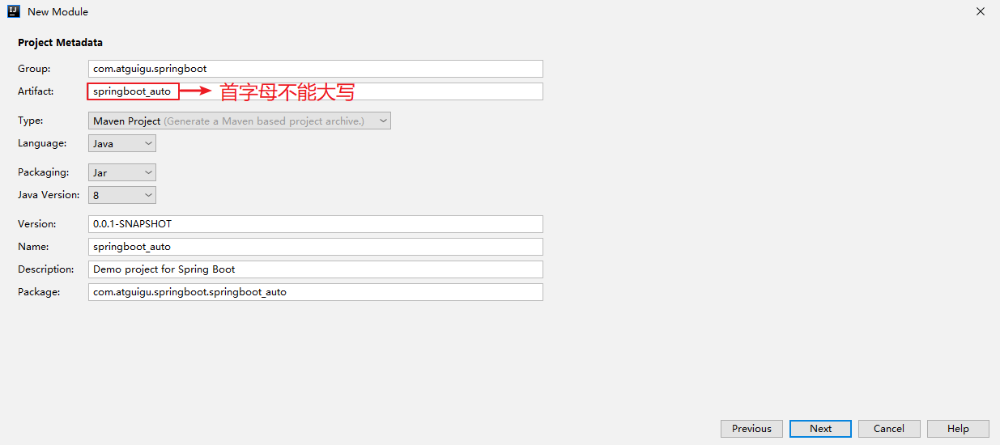 New Module
Project Metadata
Group: com.atguigu.springboot
Artifact: springboot_auto 首字母不能大写
Type: Maven Project (Generate a Maven based project archive.)
Language: Java
Packaging: Jar
Java Version: 8
Version: 0.0.1-SNAPSHOT
Name: springboot_auto
Description: Demo project for Spring Boot
Package: com.atguigu.springboot.springboot_auto
Previous Next Cancel Help